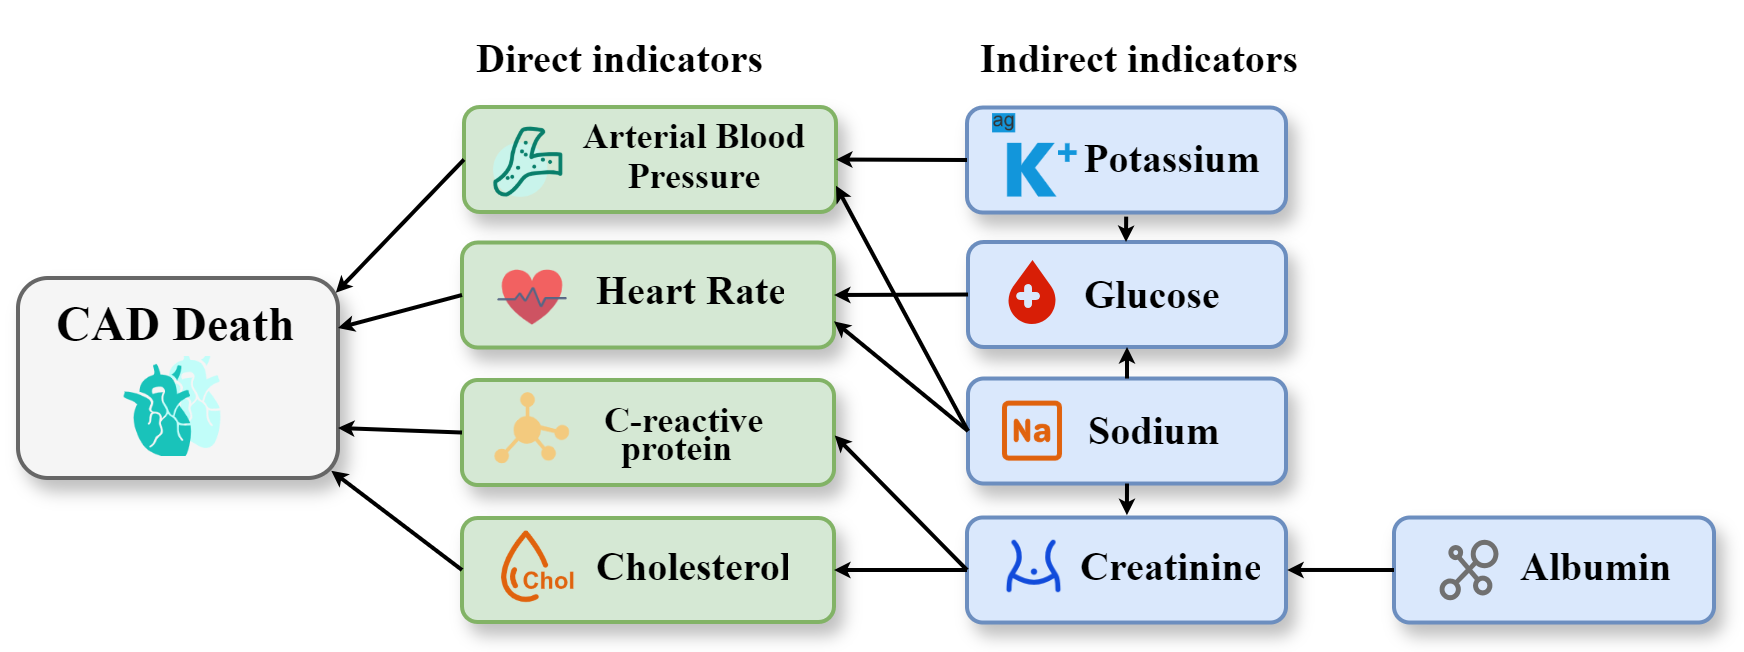 Direct indicators
Indirect indicators
Arterial Blood
Pressure
ag
K+
Potassium
Heart Rate
Glucose
CAD Death
C-reactive
protein
Na
Sodium
Chol
Cholesterol
Creatinine
Albumin